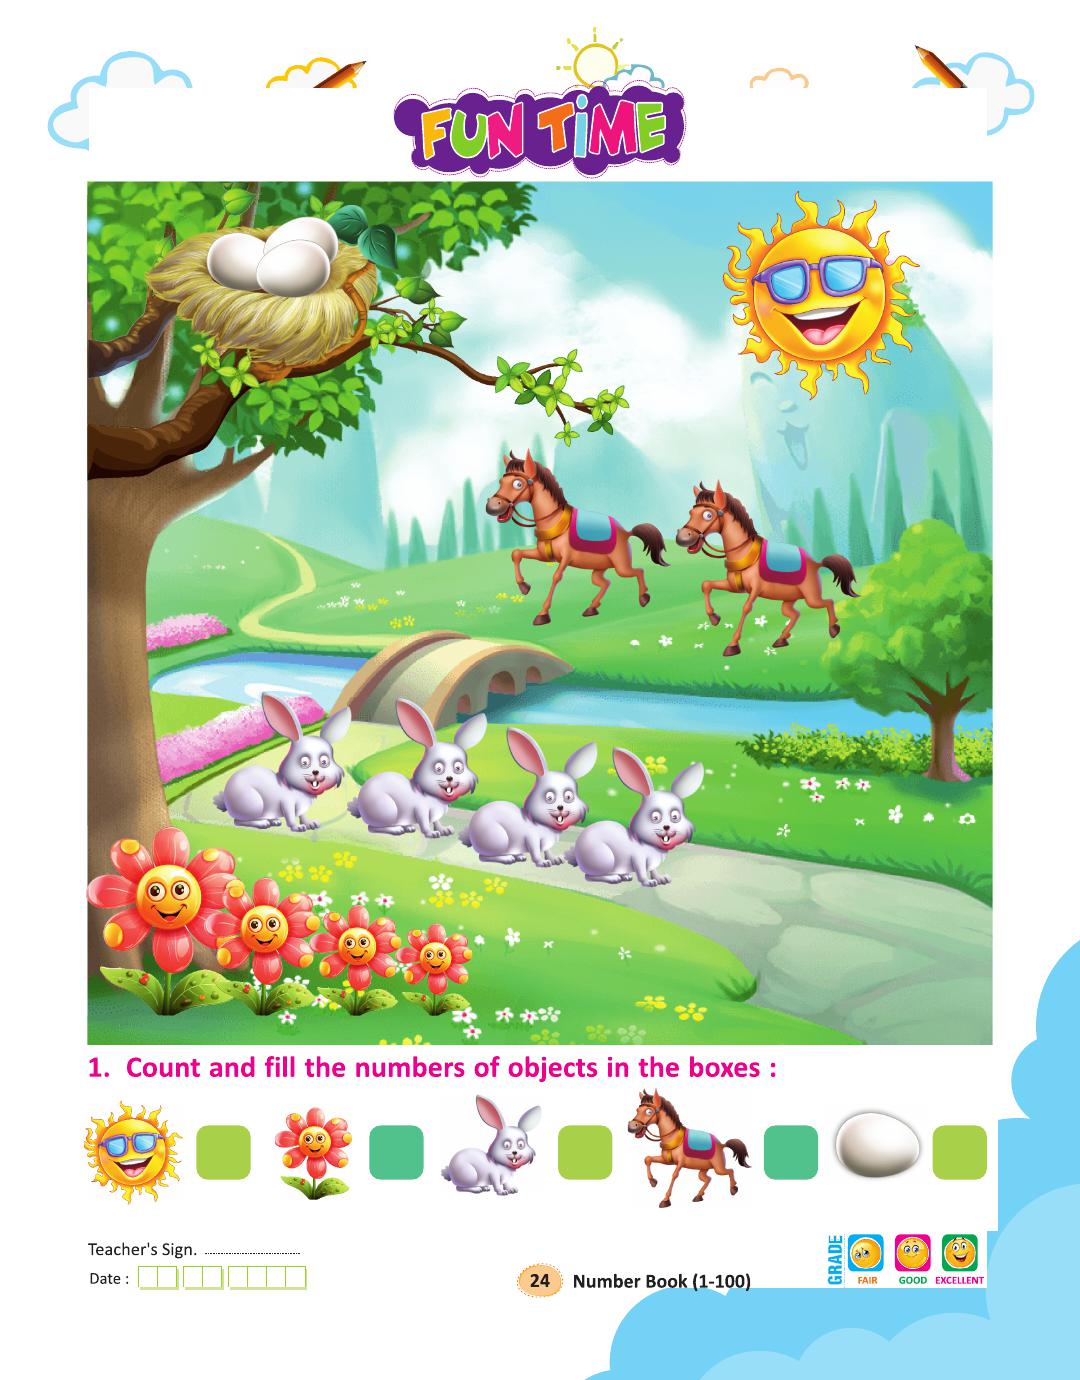 FUN TiME
1. Count and fill the numbers of objects in the boxes :
Teacher's Sign. ........................
Date :
24 Number Book (1-100)
GRADE
FAIR GOOD EXCELLENT